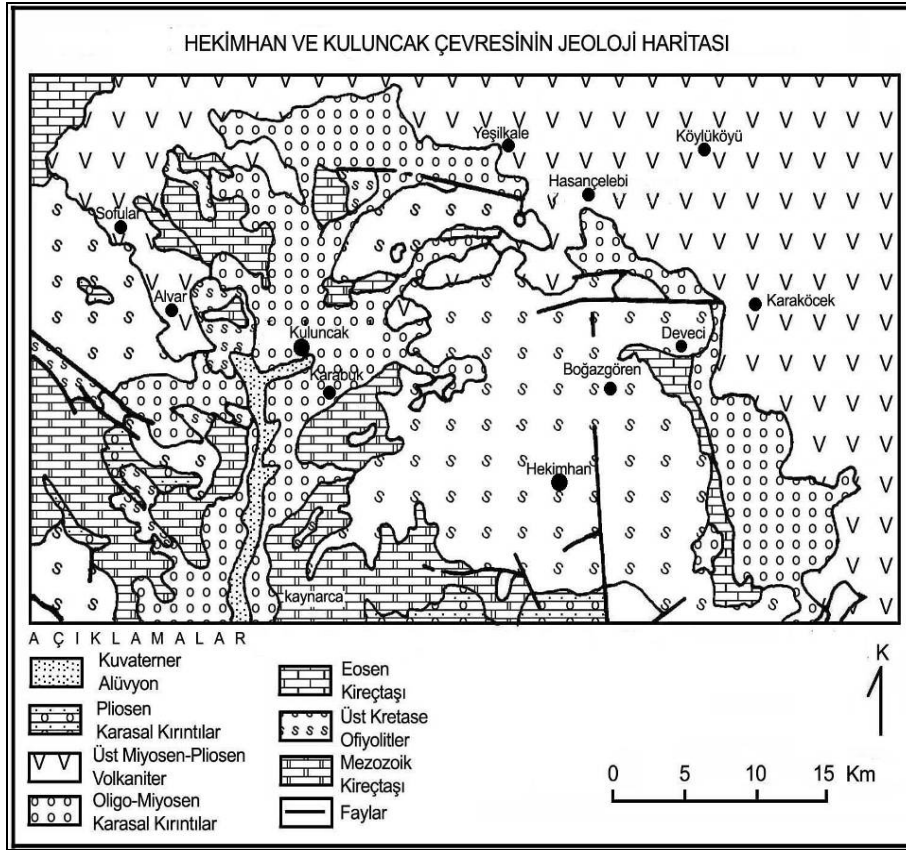 HEKİMHAN VE KULUNCAK ÇEVRESİNİN JEOLOJİ HARİTASI
Yeşilkale
Köylüköyü
Hasançelebi
Sofular
Alvar
Karaköcek
Kuluncak
Deveci
Boğazgören
Karabük
Hekimhan
kaynarca
A Ç I K L A M A L A R
Kuvaterner
Alüvyon
Pliosen
Karasal Kırıntılar
Üst Miyosen-Pliosen
Volkaniter
Oligo-Miyosen
Karasal Kırıntılar
Eosen
Kireçtaşı
Üst Kretase
Ofiyolitler
Mezozoik
Kireçtaşı
Faylar
K
0 5 10 15 Km